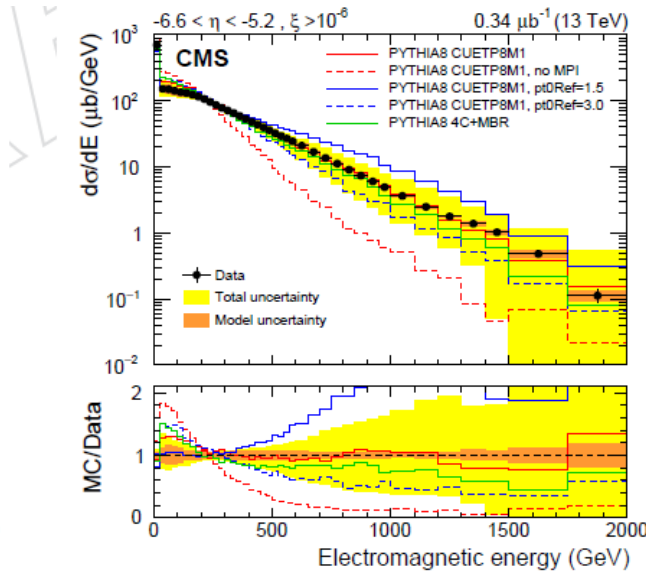 -6.6 < η < -5.2 , ξ >10⁻⁶ 0.34 μb⁻¹ (13 TeV)
CMS
PYTHIA8 CUETP8M1
PYTHIA8 CUETP8M1, no MPI
PYTHIA8 CUETP8M1, pt0Ref=1.5
PYTHIA8 CUETP8M1, pt0Ref=3.0
PYTHIA8 4C+MBR
dσ/dE (μb/GeV)
10³
10²
10
1
10⁻¹
10⁻²
Data
Total uncertainty
Model uncertainty
MC/Data
2
1
0
0 500 1000 1500 2000
Electromagnetic energy (GeV)